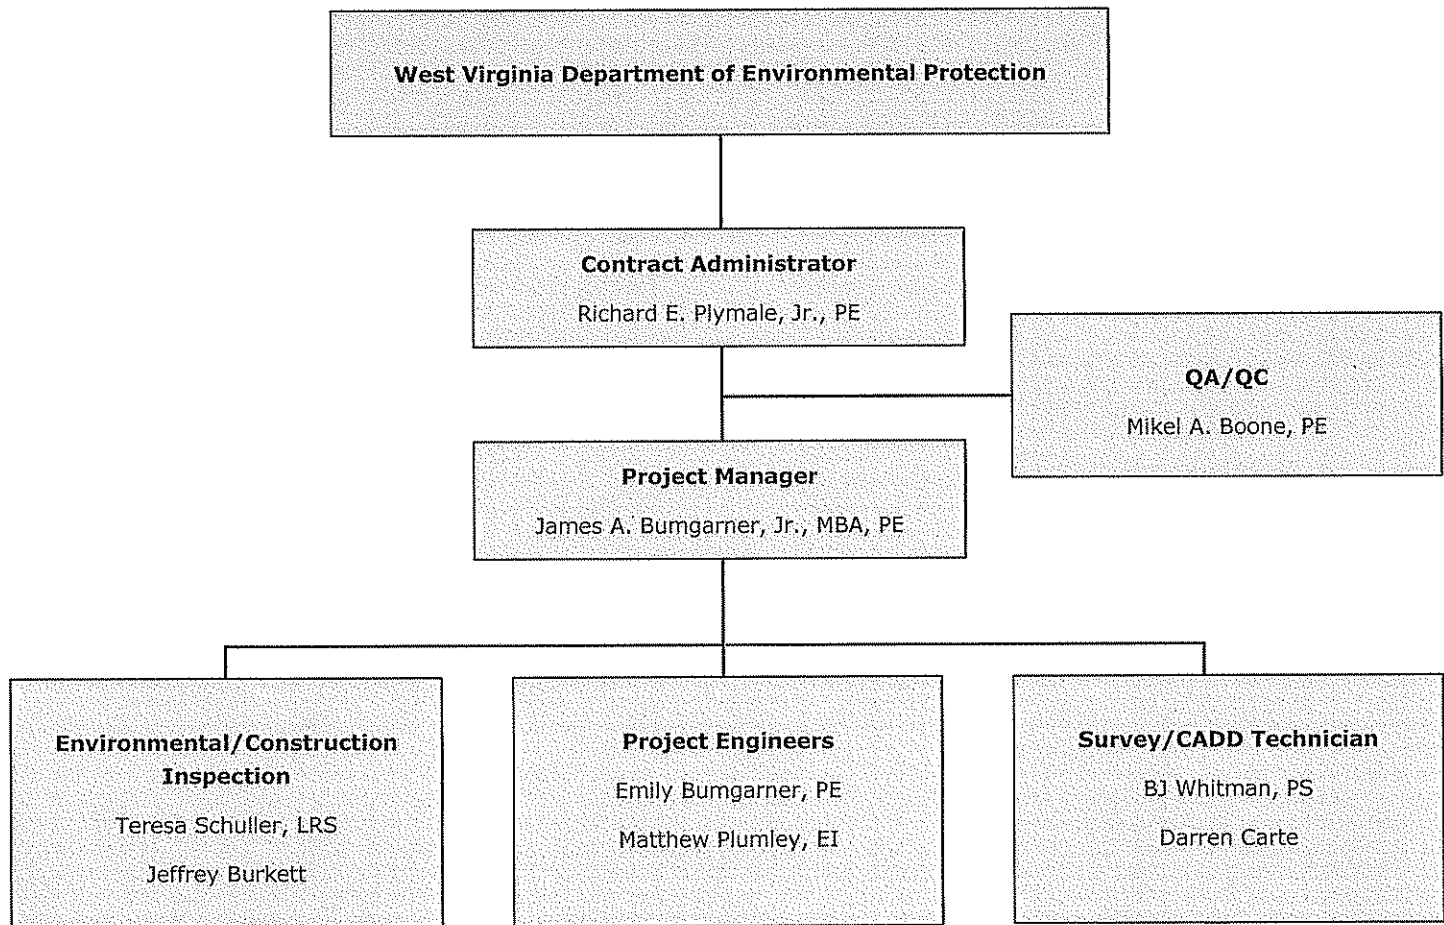 West Virginia Department of Environmental Protection
Contract Administrator
Richard E. Plymale, Jr., PE
QA/QC
Mikel A. Boone, PE
Project Manager
James A. Bumgarner, Jr., MBA, PE
Environmental/Construction
Inspection
Teresa Schuller, LRS
Jeffrey Burkett
Project Engineers
Emily Bumgarner, PE
Matthew Plumley, EI
Survey/CADD Technician
BJ Whitman, PS
Darren Carte